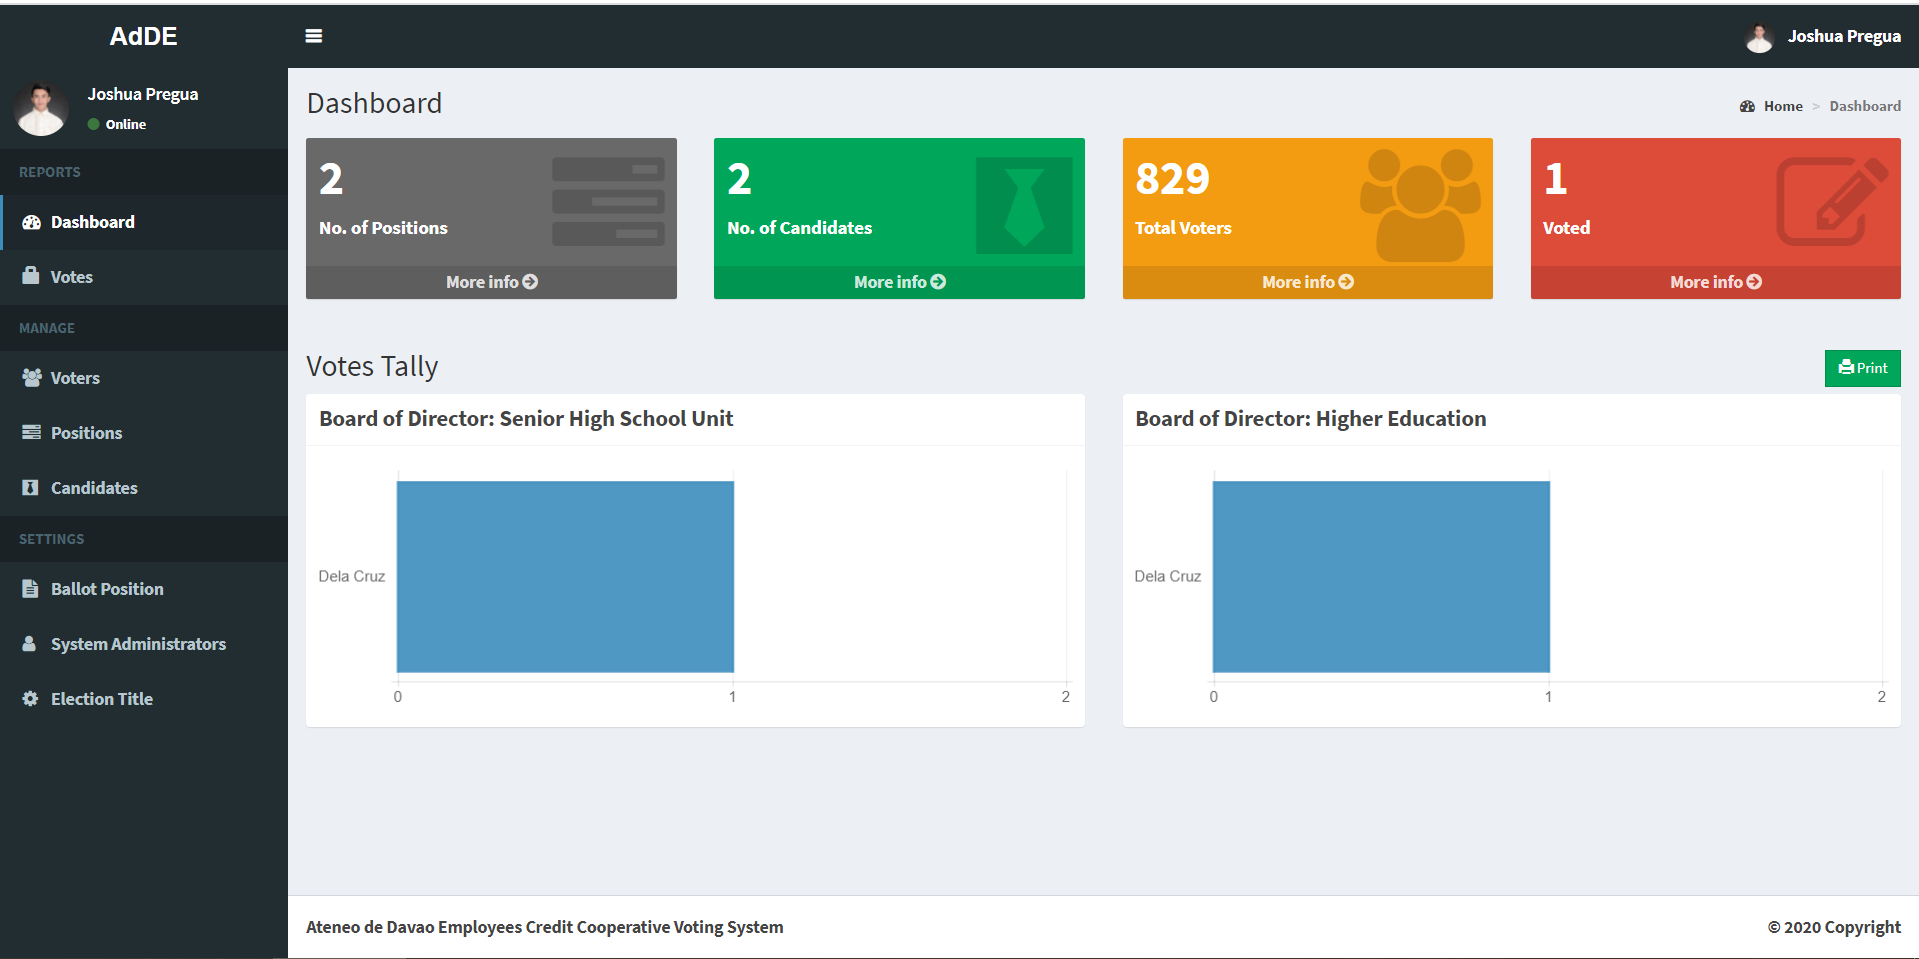 AdDE
Joshua Pregua
Joshua Pregua
Online
REPORTS
Dashboard
Votes
MANAGE
Voters
Positions
Candidates
SETTINGS
Ballot Position
System Administrators
Election Title
Dashboard
Home > Dashboard
2
No. of Positions
More info
2
No. of Candidates
More info
829
Total Voters
More info
1
Voted
More info
Votes Tally
Print
Board of Director: Senior High School Unit
Dela Cruz
0 1 2
Board of Director: Higher Education
Dela Cruz
0 1 2
Ateneo de Davao Employees Credit Cooperative Voting System
© 2020 Copyright